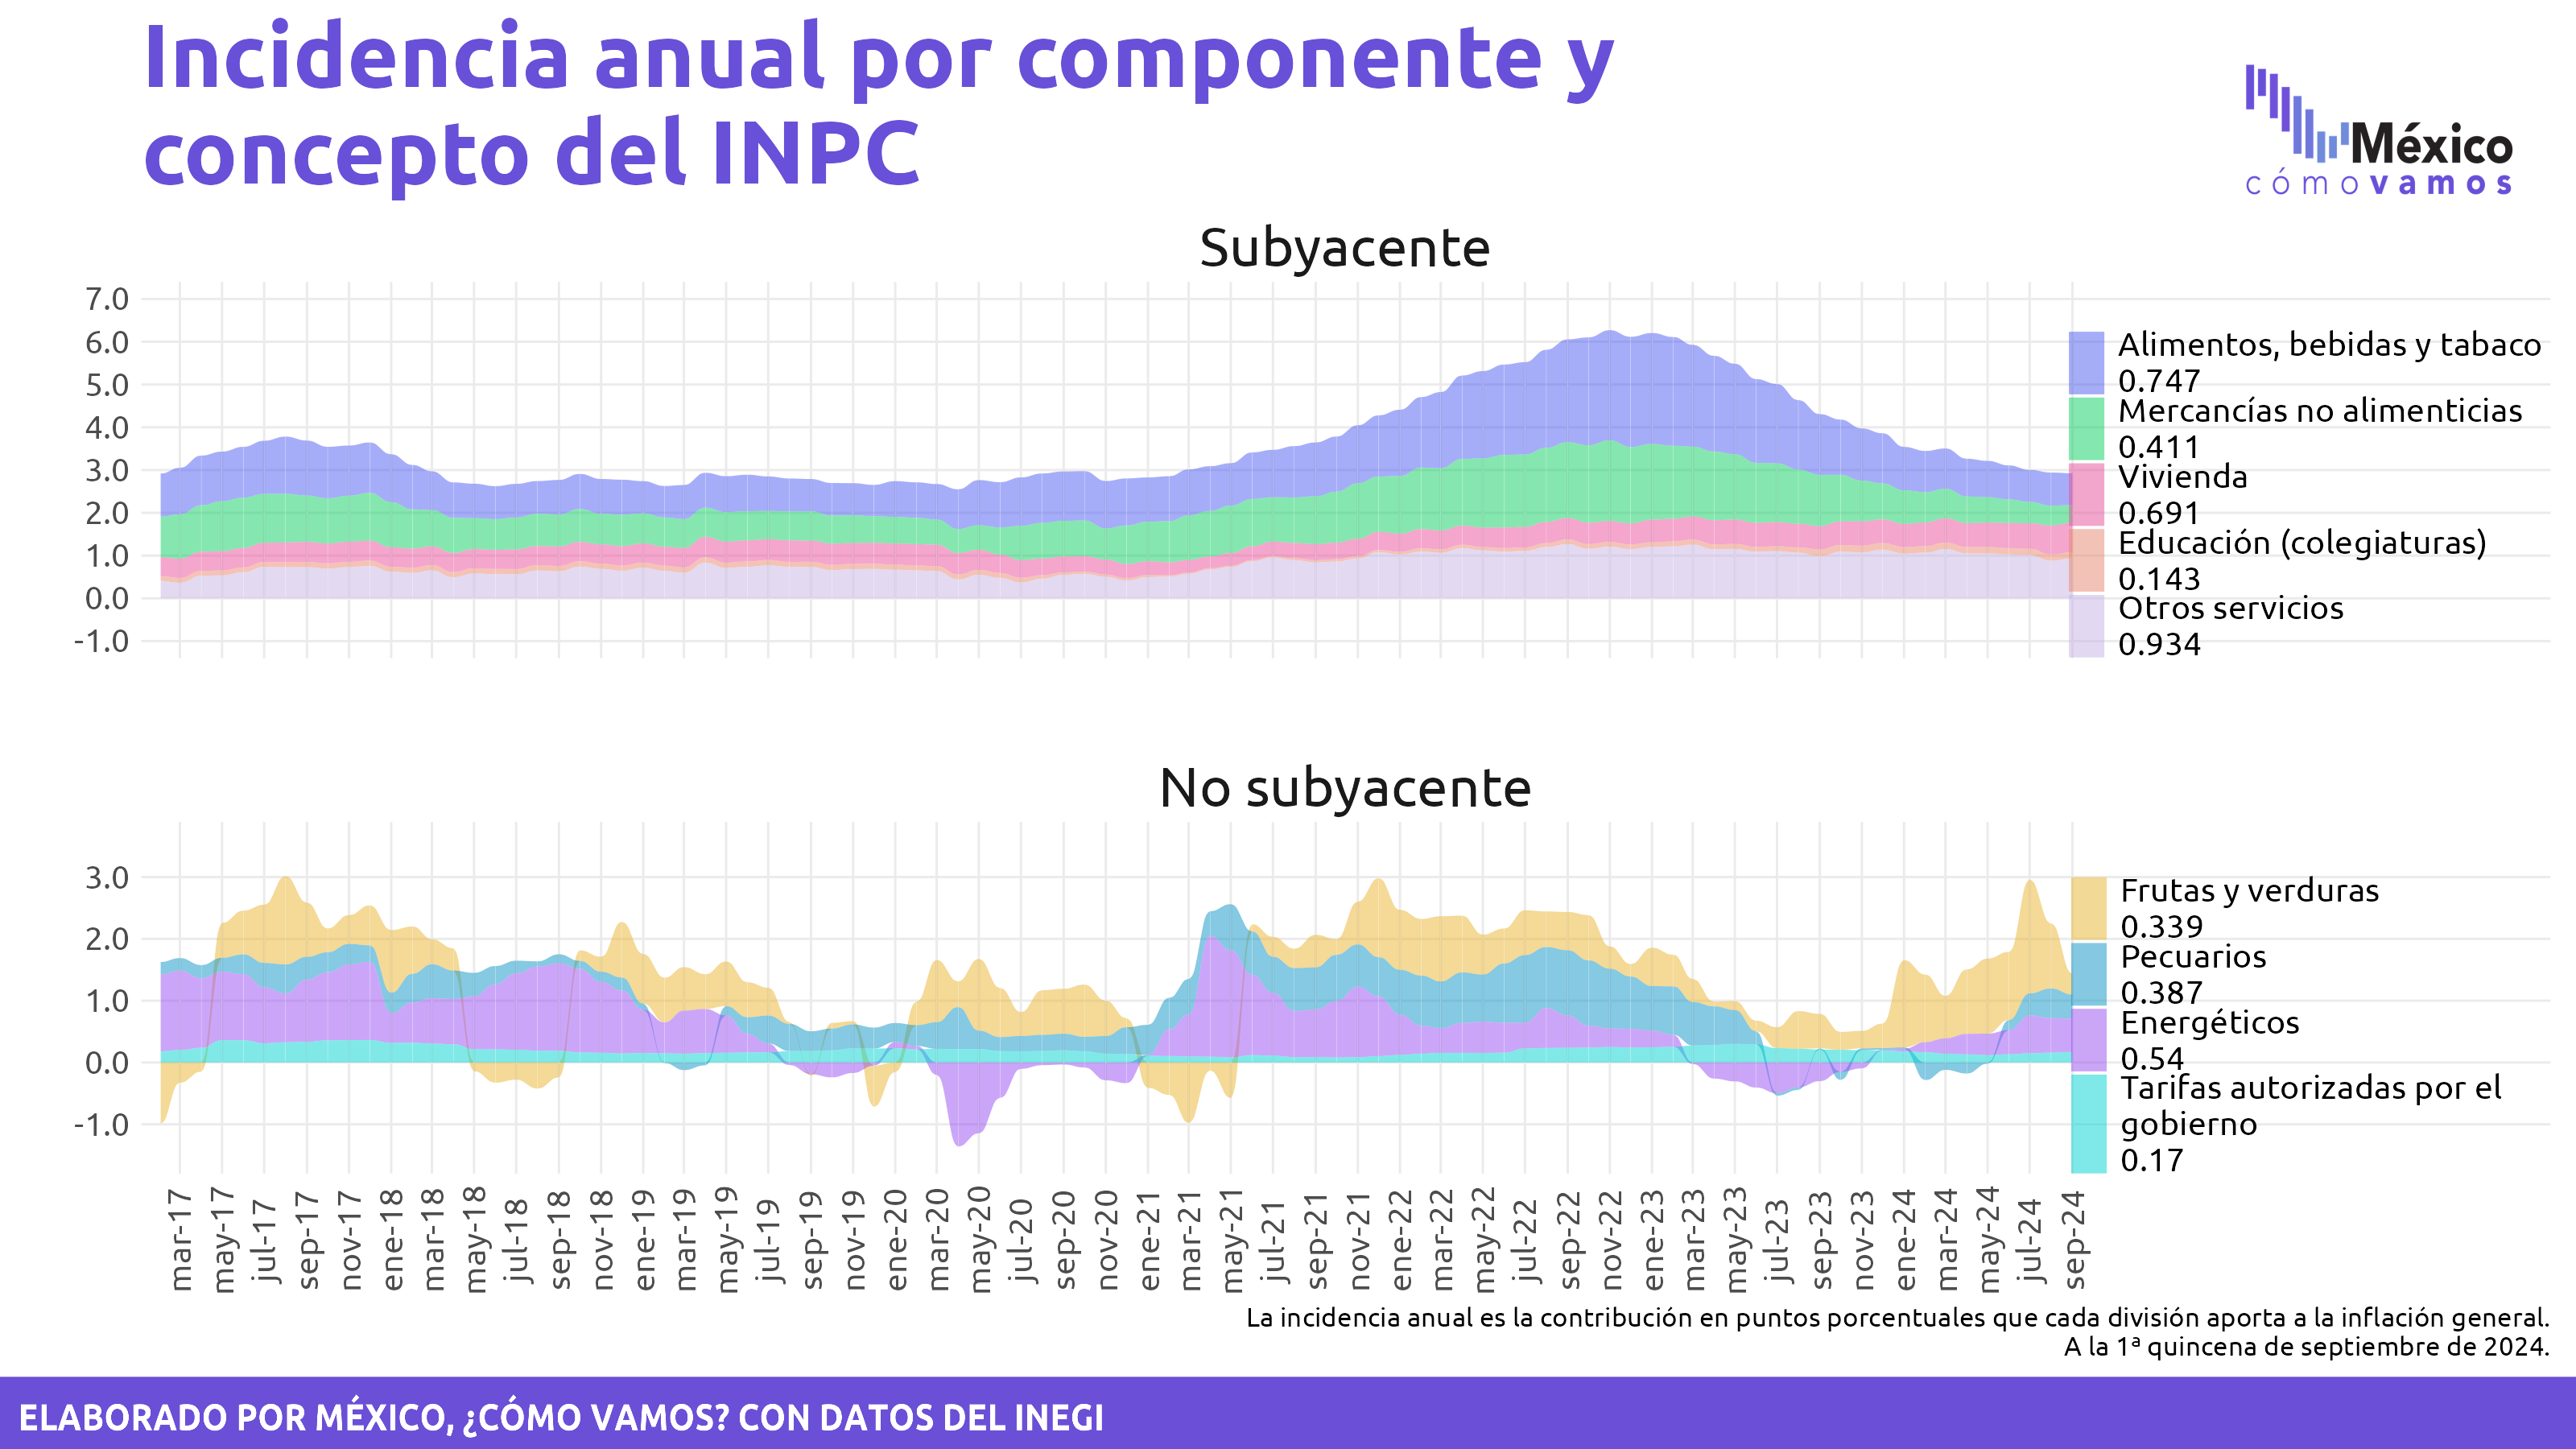 Incidencia anual por componente y
concepto del INPC
México
cómovamos
Subyacente
7.0
6.0
5.0
4.0
3.0
2.0
1.0
0.0
-1.0
Alimentos, bebidas y tabaco
0.747
Mercancías no alimenticias
0.411
Vivienda
0.691
Educación (colegiaturas)
0.143
Otros servicios
0.934
No subyacente
3.0
2.0
1.0
0.0
-1.0
Frutas y verduras
0.339
Pecuarios
0.387
Energéticos
0.54
Tarifas autorizadas por el
gobierno
0.17
mar-17
may-17
jul-17
sep-17
nov-17
ene-18
mar-18
may-18
jul-18
sep-18
nov-18
ene-19
mar-19
may-19
jul-19
sep-19
nov-19
ene-20
mar-20
may-20
jul-20
sep-20
nov-20
ene-21
mar-21
may-21
jul-21
sep-21
nov-21
ene-22
mar-22
may-22
jul-22
sep-22
nov-22
ene-23
mar-23
may-23
jul-23
sep-23
nov-23
ene-24
mar-24
may-24
jul-24
sep-24
La incidencia anual es la contribución en puntos porcentuales que cada división aporta a la inflación general.
A la 1ª quincena de septiembre de 2024.
ELABORADO POR MÉXICO, ¿CÓMO VAMOS? CON DATOS DEL INEGI